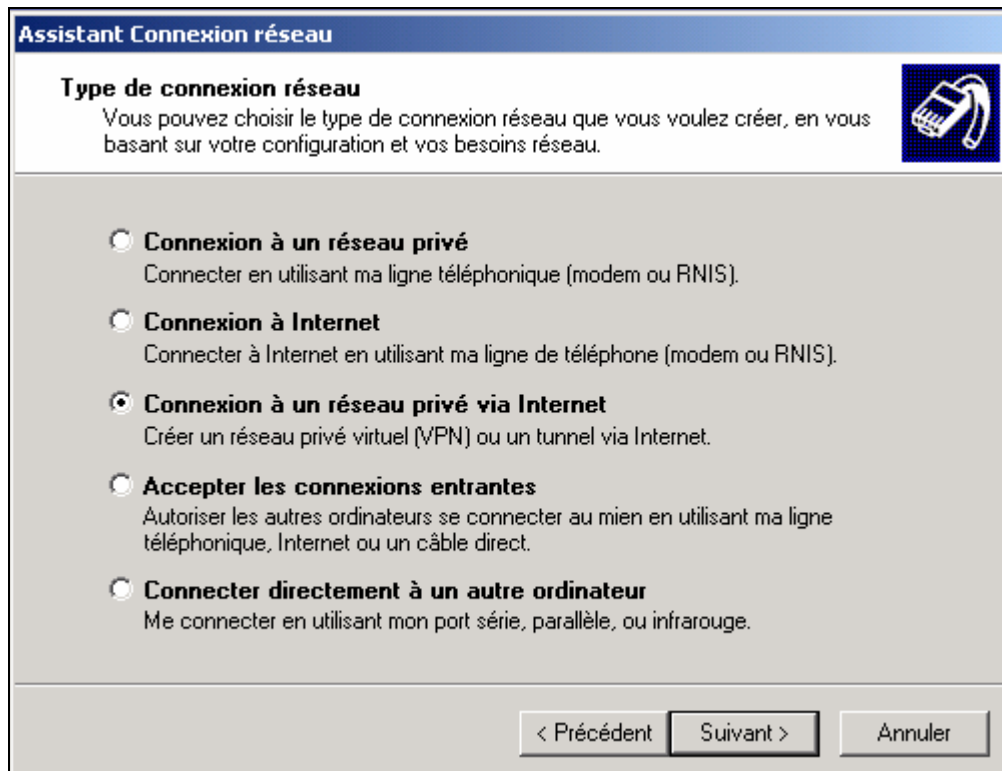 Assistant Connexion réseau
Type de connexion réseau
Vous pouvez choisir le type de connexion réseau que vous voulez créer, en vous
basant sur votre configuration et vos besoins réseau.
Connexion à un réseau privé
Connecter en utilisant ma ligne téléphonique (modem ou RNIS).
Connexion à Internet
Connecter à Internet en utilisant ma ligne de téléphone (modem ou RNIS).
Connexion à un réseau privé via Internet
Créer un réseau privé virtuel (VPN) ou un tunnel via Internet.
Accepter les connexions entrantes
Autoriser les autres ordinateurs se connecter au mien en utilisant ma ligne
téléphonique, Internet ou un câble direct.
Connecter directement à un autre ordinateur
Me connecter en utilisant mon port série, parallèle, ou infrarouge.
< Précédent Suivant > Annuler